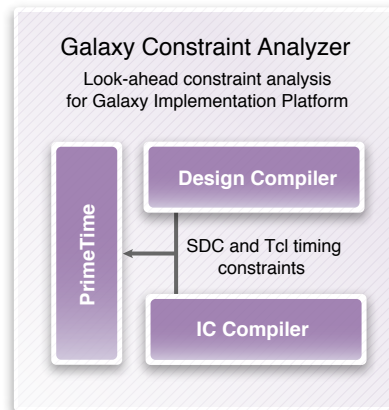 Galaxy Constraint Analyzer
Look-ahead constraint analysis
for Galaxy Implementation Platform
PrimeTime
Design Compiler
SDC and Tcl timing
constraints
IC Compiler